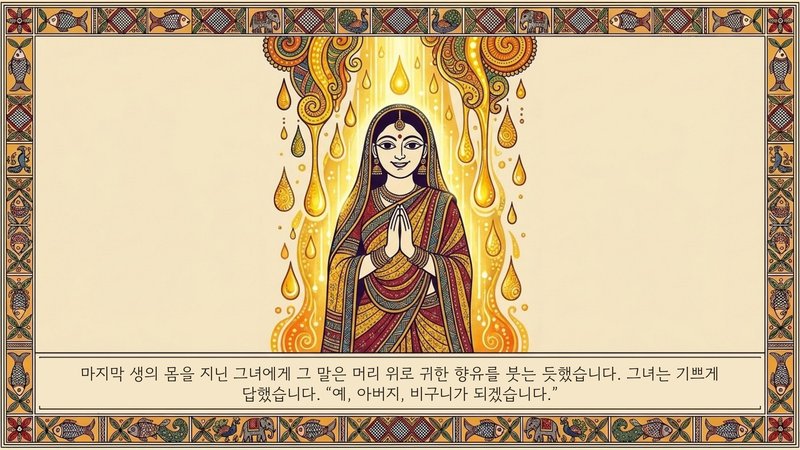 마지막 생의 몸을 지닌 그녀에게 그 말은 머리 위로 귀한 향유를 붓는 듯했습니다. 그녀는 기쁘게
답했습니다. “예, 아버지, 비구니가 되겠습니다.”